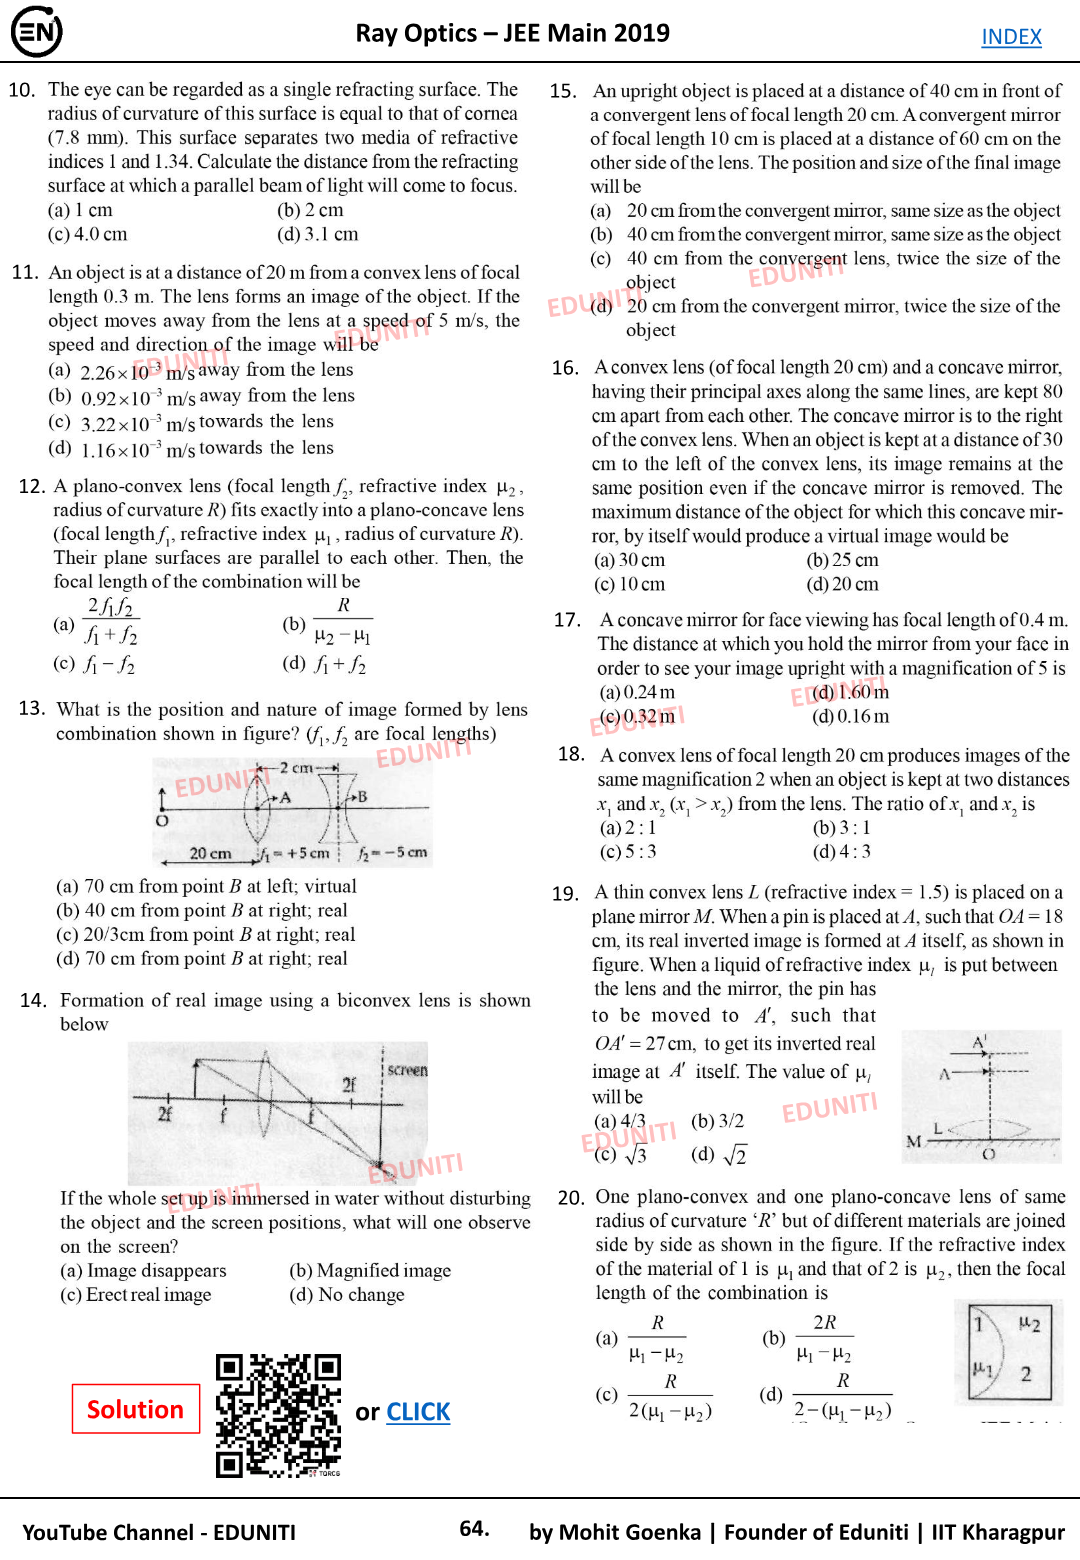 EN
Ray Optics – JEE Main 2019
INDEX
10. The eye can be regarded as a single refracting surface. The
radius of curvature of this surface is equal to that of cornea
(7.8 mm). This surface separates two media of refractive
indices 1 and 1.34. Calculate the distance from the refracting
surface at which a parallel beam of light will come to focus.
(a) 1 cm (b) 2 cm
(c) 4.0 cm (d) 3.1 cm
11. An object is at a distance of 20 m from a convex lens of focal
length 0.3 m. The lens forms an image of the object. If the
object moves away from the lens at a speed of 5 m/s, the
speed and direction of the image will be
(a) 2.26×10⁻³ m/s away from the lens
(b) 0.92×10⁻³ m/s away from the lens
(c) 3.22×10⁻³ m/s towards the lens
(d) 1.16×10⁻³ m/s towards the lens
12. A plano-convex lens (focal length f₂, refractive index μ₂,
radius of curvature R) fits exactly into a plano-concave lens
(focal length f₁, refractive index μ₁, radius of curvature R).
Their plane surfaces are parallel to each other. Then, the
focal length of the combination will be
(a) 2f₁f₂ / f₁ + f₂ (b) R / μ₂ − μ₁
(c) f₁ − f₂ (d) f₁ + f₂
13. What is the position and nature of image formed by lens
combination shown in figure? (f₁, f₂ are focal lengths)
2 cm
A B
O
20 cm f₁ = +5 cm f₂ = −5 cm
(a) 70 cm from point B at left; virtual
(b) 40 cm from point B at right; real
(c) 20/3cm from point B at right; real
(d) 70 cm from point B at right; real
14. Formation of real image using a biconvex lens is shown
below
screen
2f
2f f f
If the whole set up is immersed in water without disturbing
the object and the screen positions, what will one observe
on the screen?
(a) Image disappears (b) Magnified image
(c) Erect real image (d) No change
Solution
or CLICK
TQRCG
15. An upright object is placed at a distance of 40 cm in front of
a convergent lens of focal length 20 cm. A convergent mirror
of focal length 10 cm is placed at a distance of 60 cm on the
other side of the lens. The position and size of the final image
will be
(a) 20 cm from the convergent mirror, same size as the object
(b) 40 cm from the convergent mirror, same size as the object
(c) 40 cm from the convergent lens, twice the size of the
object
(d) 20 cm from the convergent mirror, twice the size of the
object
16. A convex lens (of focal length 20 cm) and a concave mirror,
having their principal axes along the same lines, are kept 80
cm apart from each other. The concave mirror is to the right
of the convex lens. When an object is kept at a distance of 30
cm to the left of the convex lens, its image remains at the
same position even if the concave mirror is removed. The
maximum distance of the object for which this concave mir-
ror, by itself would produce a virtual image would be
(a) 30 cm (b) 25 cm
(c) 10 cm (d) 20 cm
17. A concave mirror for face viewing has focal length of 0.4 m.
The distance at which you hold the mirror from your face in
order to see your image upright with a magnification of 5 is
(a) 0.24 m (d) 1.60 m
(c) 0.32 m (d) 0.16 m
18. A convex lens of focal length 20 cm produces images of the
same magnification 2 when an object is kept at two distances
x₁ and x₂ (x₁ > x₂) from the lens. The ratio of x₁ and x₂ is
(a) 2 : 1 (b) 3 : 1
(c) 5 : 3 (d) 4 : 3
19. A thin convex lens L (refractive index = 1.5) is placed on a
plane mirror M. When a pin is placed at A, such that OA = 18
cm, its real inverted image is formed at A itself, as shown in
figure. When a liquid of refractive index μₗ is put between
the lens and the mirror, the pin has
to be moved to A′, such that
OA′ = 27 cm, to get its inverted real
image at A′ itself. The value of μₗ
will be
(a) 4/3 (b) 3/2
(c) √3 (d) √2
A'
A
L
M
O
20. One plano-convex and one plano-concave lens of same
radius of curvature ‘R’ but of different materials are joined
side by side as shown in the figure. If the refractive index
of the material of 1 is μ₁ and that of 2 is μ₂, then the focal
length of the combination is
(a) R / μ₁ − μ₂ (b) 2R / μ₁ − μ₂
(c) R / 2(μ₁ − μ₂) (d) R / 2 − (μ₁ − μ₂)
1 μ₂
μ₁ 2
EDUNITI
EDUNITI
EDUNITI
EDUNITI
EDUNITI
EDUNITI
EDUNITI
EDUNITI
EDUNITI
EDUNITI
EDUNITI
EDUNITI
YouTube Channel - EDUNITI
64.
by Mohit Goenka | Founder of Eduniti | IIT Kharagpur